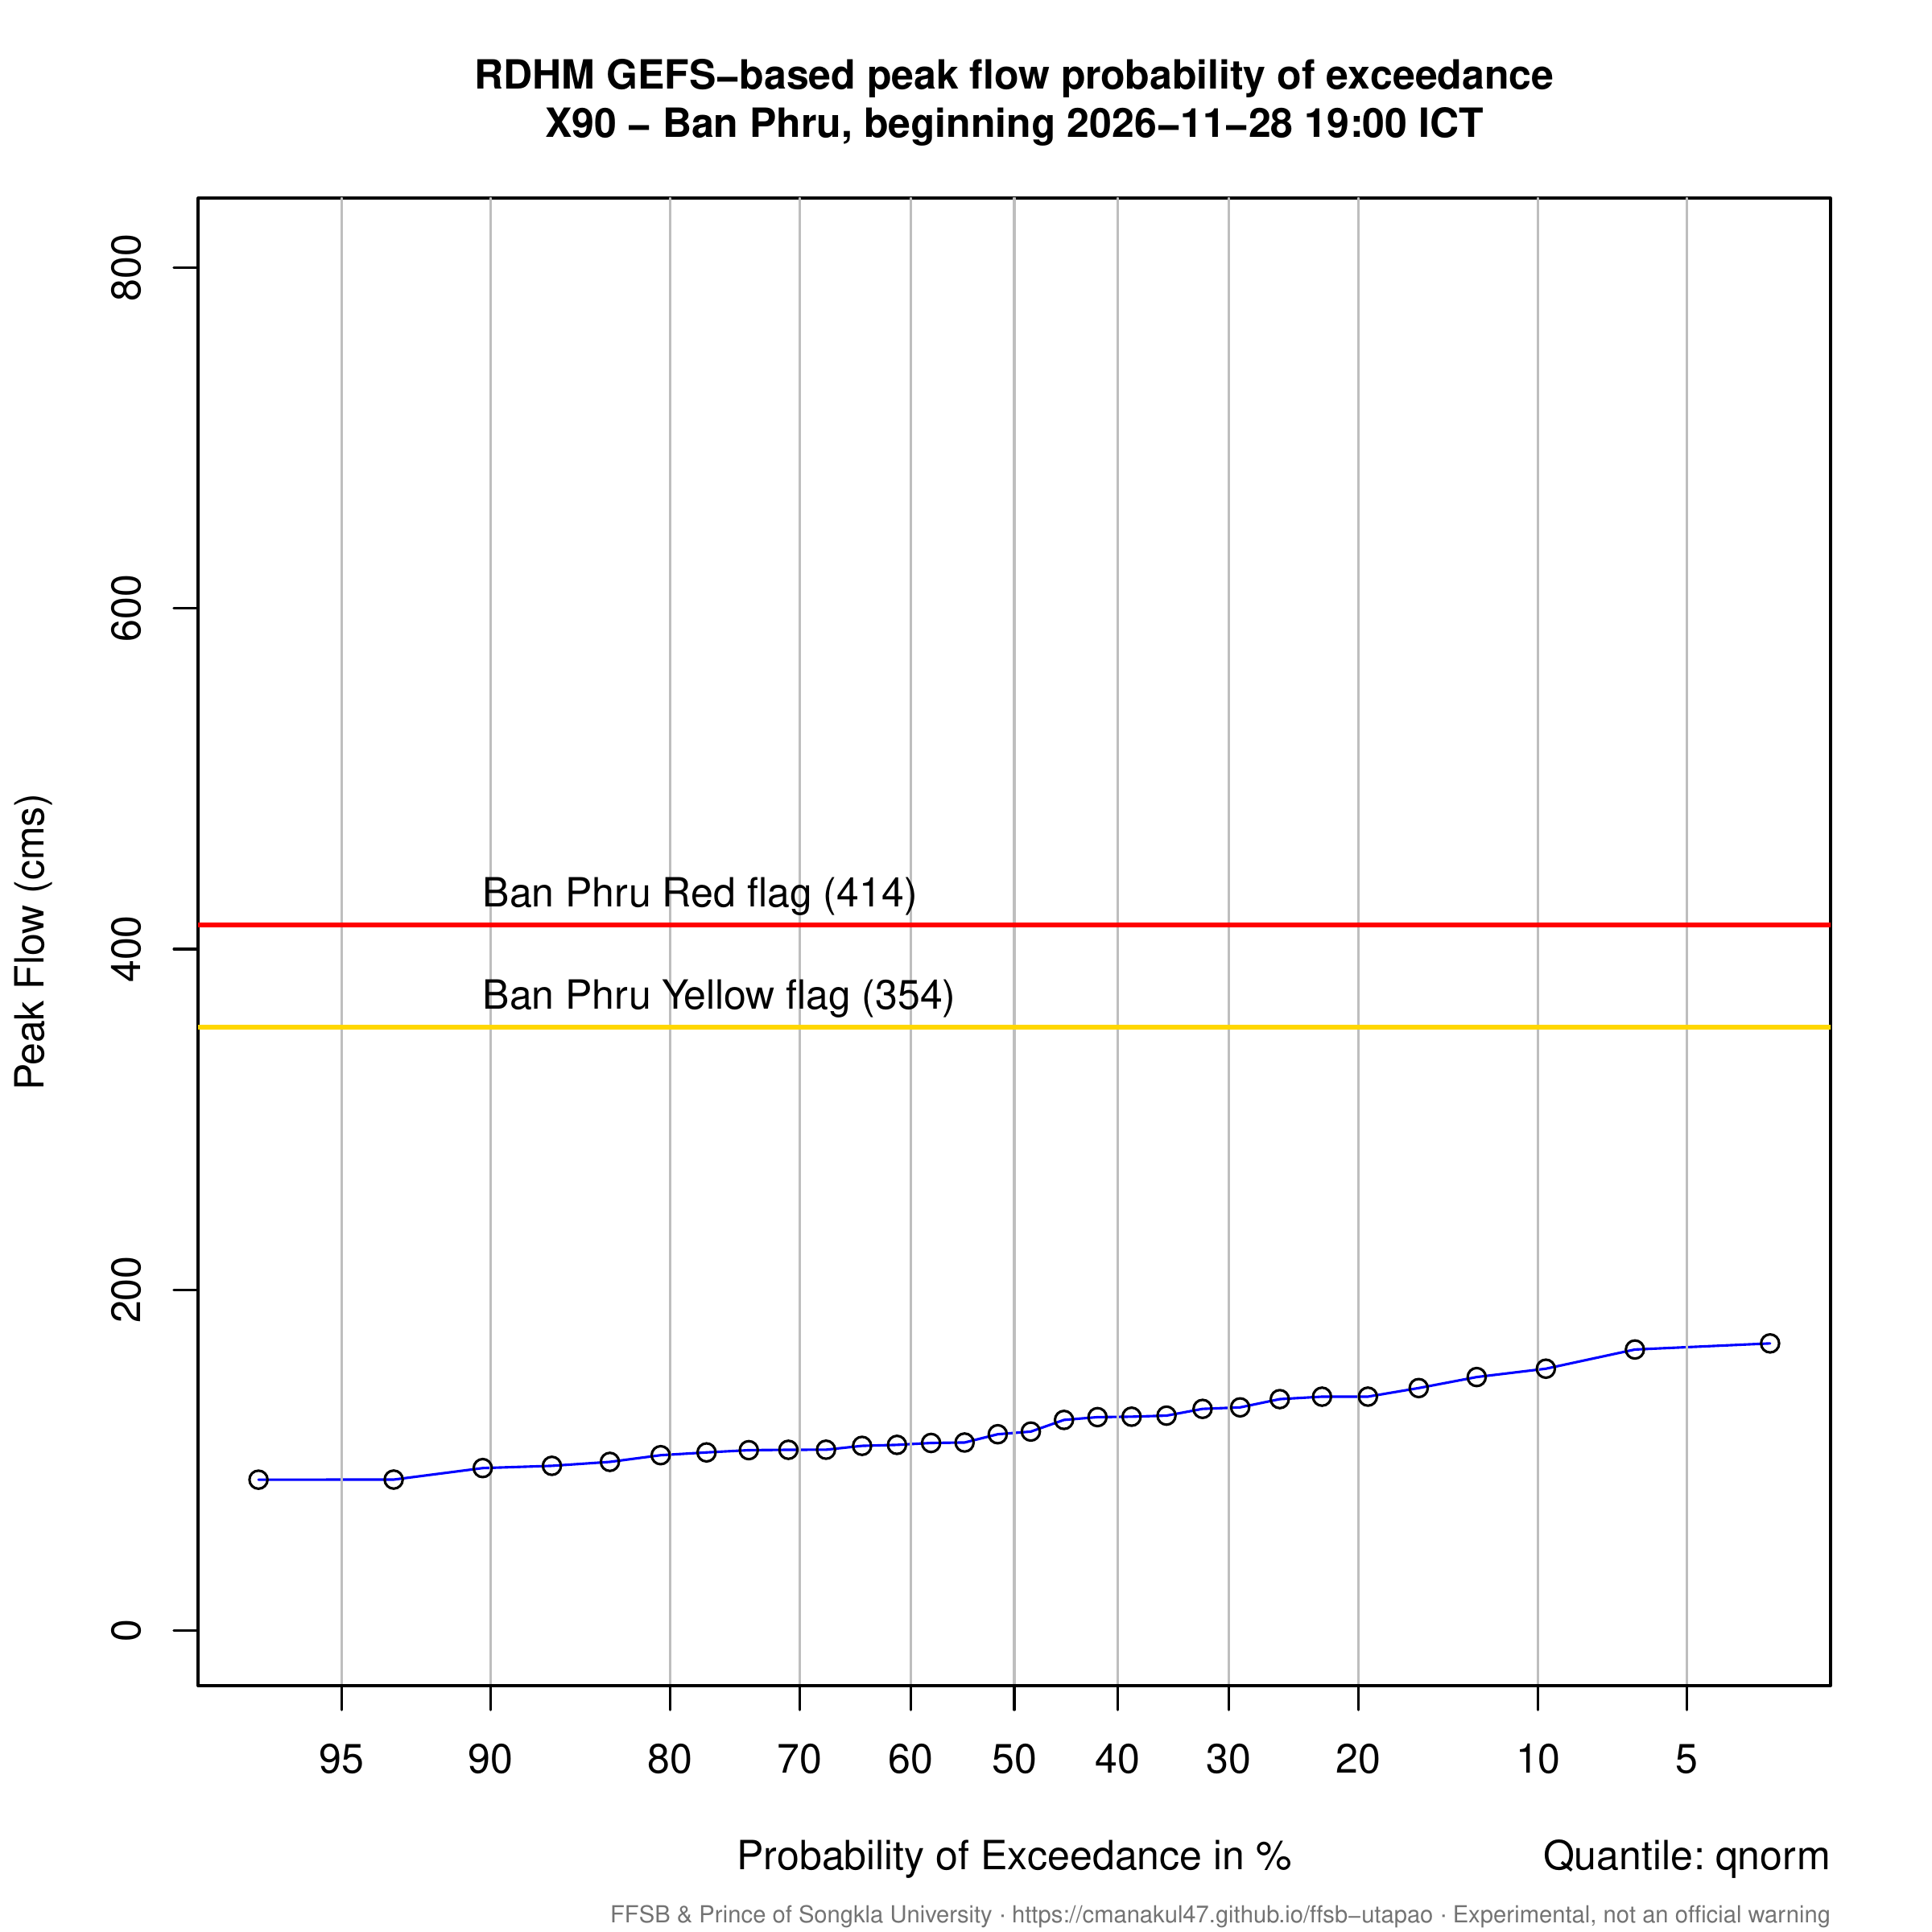 RDHM GEFS−based peak flow probability of exceedance
X90 − Ban Phru, beginning 2026−11−28 19:00 ICT
Peak Flow (cms)
800
600
400
200
0
Ban Phru Red flag (414)
Ban Phru Yellow flag (354)
95 90 80 70 60 50 40 30 20 10 5
Probability of Exceedance in %
Quantile: qnorm
FFSB & Prince of Songkla University · https://cmanakul47.github.io/ffsb−utapao · Experimental, not an official warning